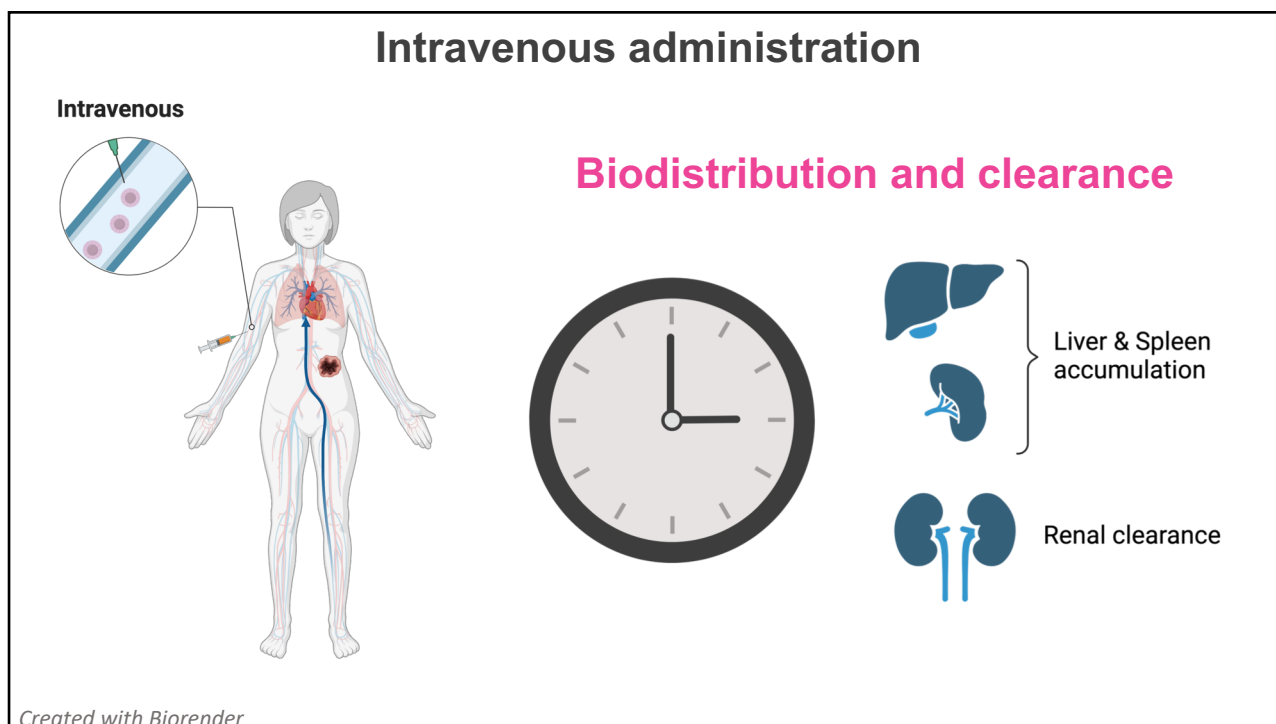 Intravenous administration
Intravenous
Biodistribution and clearance
Liver & Spleen
accumulation
Renal clearance
Created with Biorender